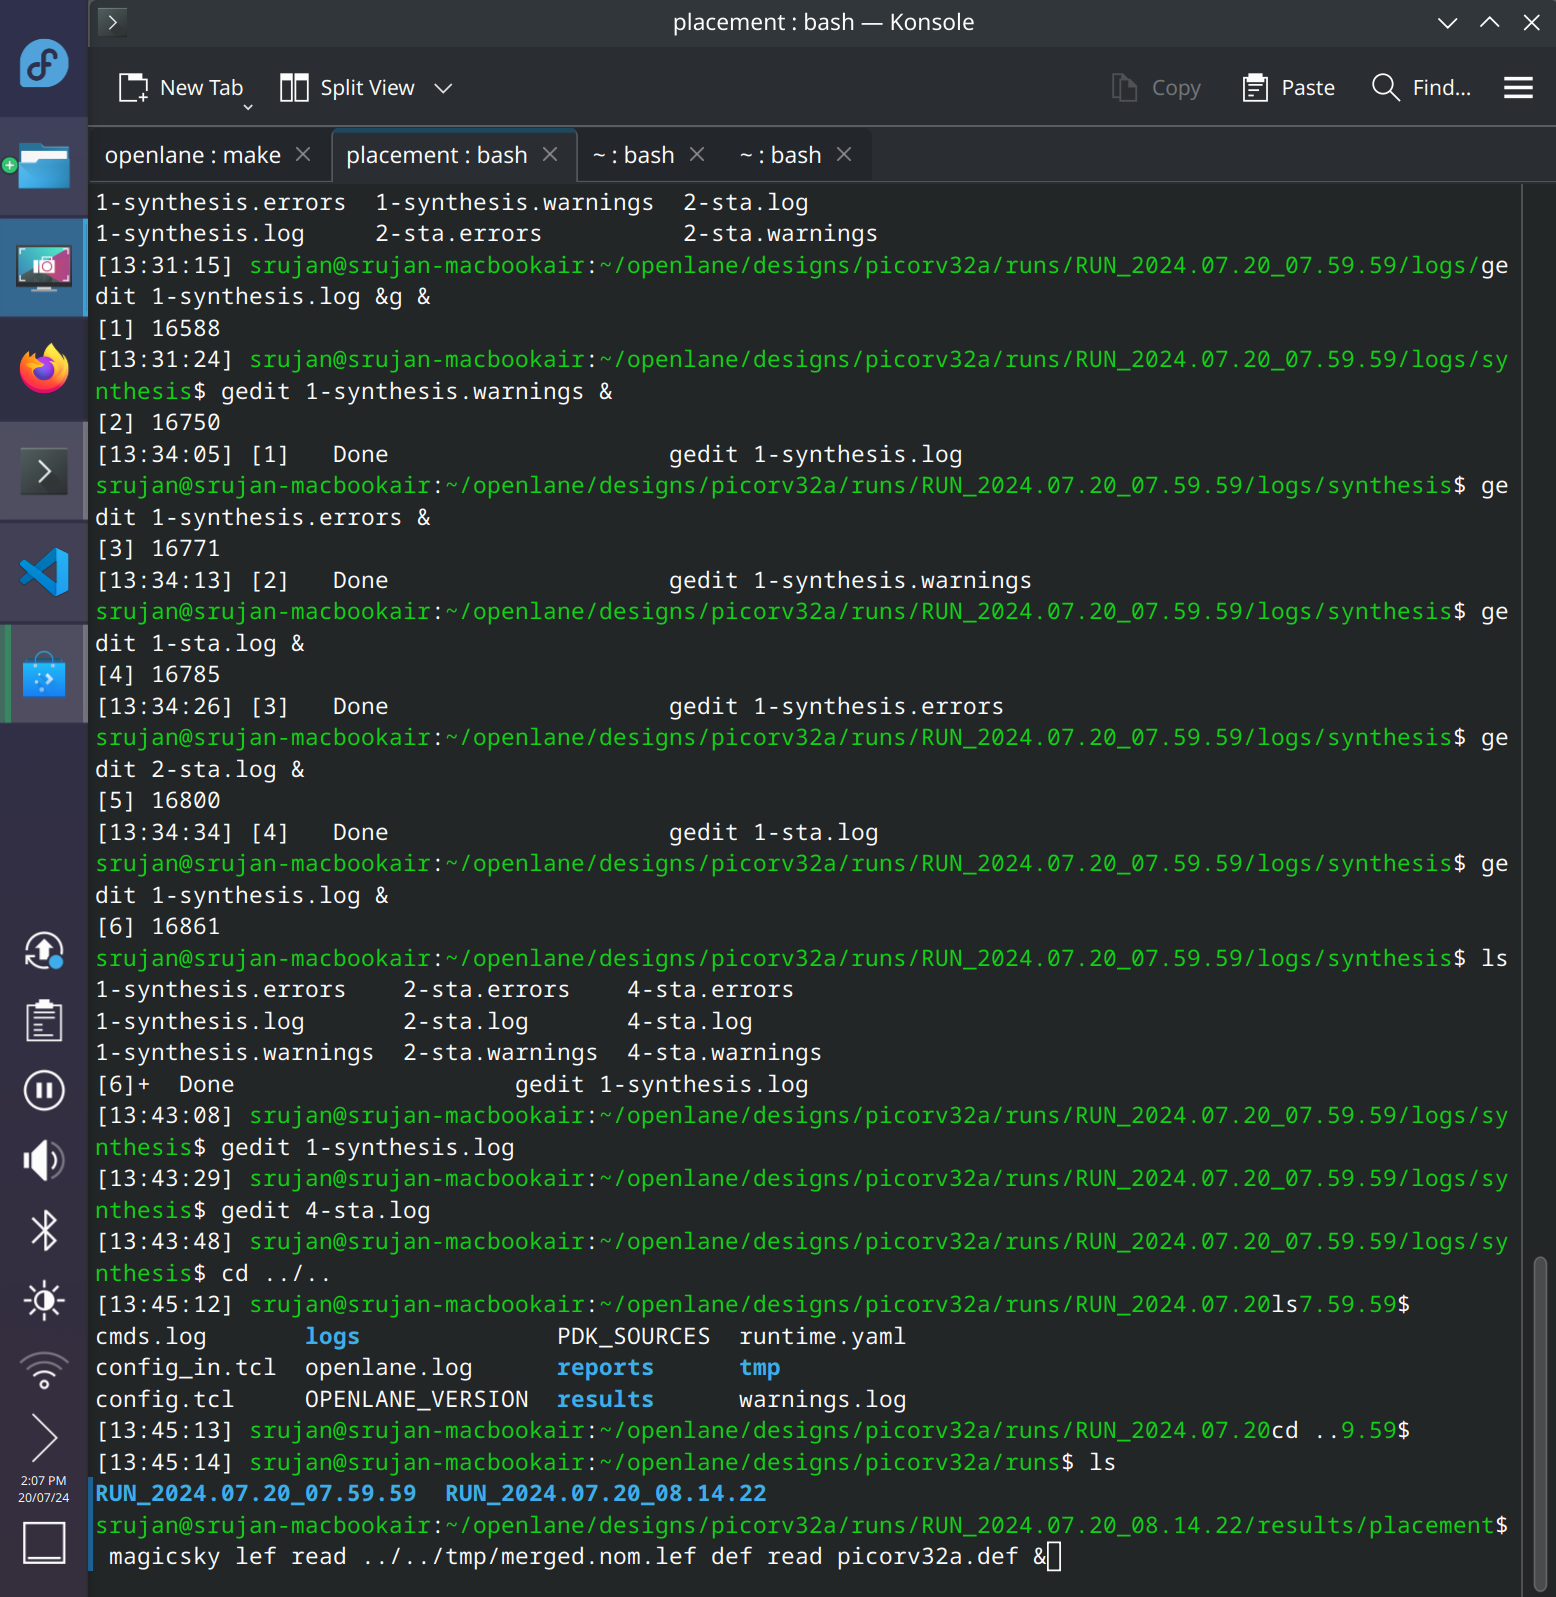 placement : bash — Konsole
New Tab Split View Copy Paste Find...
openlane : make placement : bash ~ : bash ~ : bash
1-synthesis.errors 1-synthesis.warnings 2-sta.log
1-synthesis.log 2-sta.errors 2-sta.warnings
[13:31:15] srujan@srujan-macbookair:~/openlane/designs/picorv32a/runs/RUN_2024.07.20_07.59.59/logs/ge
dit 1-synthesis.log &g &
[1] 16588
[13:31:24] srujan@srujan-macbookair:~/openlane/designs/picorv32a/runs/RUN_2024.07.20_07.59.59/logs/sy
nthesis$ gedit 1-synthesis.warnings &
[2] 16750
[13:34:05] [1] Done gedit 1-synthesis.log
srujan@srujan-macbookair:~/openlane/designs/picorv32a/runs/RUN_2024.07.20_07.59.59/logs/synthesis$ ge
dit 1-synthesis.errors &
[3] 16771
[13:34:13] [2] Done gedit 1-synthesis.warnings
srujan@srujan-macbookair:~/openlane/designs/picorv32a/runs/RUN_2024.07.20_07.59.59/logs/synthesis$ ge
dit 1-sta.log &
[4] 16785
[13:34:26] [3] Done gedit 1-synthesis.errors
srujan@srujan-macbookair:~/openlane/designs/picorv32a/runs/RUN_2024.07.20_07.59.59/logs/synthesis$ ge
dit 2-sta.log &
[5] 16800
[13:34:34] [4] Done gedit 1-sta.log
srujan@srujan-macbookair:~/openlane/designs/picorv32a/runs/RUN_2024.07.20_07.59.59/logs/synthesis$ ge
dit 1-synthesis.log &
[6] 16861
srujan@srujan-macbookair:~/openlane/designs/picorv32a/runs/RUN_2024.07.20_07.59.59/logs/synthesis$ ls
1-synthesis.errors 2-sta.errors 4-sta.errors
1-synthesis.log 2-sta.log 4-sta.log
1-synthesis.warnings 2-sta.warnings 4-sta.warnings
[6]+ Done gedit 1-synthesis.log
[13:43:08] srujan@srujan-macbookair:~/openlane/designs/picorv32a/runs/RUN_2024.07.20_07.59.59/logs/sy
nthesis$ gedit 1-synthesis.log
[13:43:29] srujan@srujan-macbookair:~/openlane/designs/picorv32a/runs/RUN_2024.07.20_07.59.59/logs/sy
nthesis$ gedit 4-sta.log
[13:43:48] srujan@srujan-macbookair:~/openlane/designs/picorv32a/runs/RUN_2024.07.20_07.59.59/logs/sy
nthesis$ cd ../..
[13:45:12] srujan@srujan-macbookair:~/openlane/designs/picorv32a/runs/RUN_2024.07.20ls7.59.59$
cmds.log logs PDK_SOURCES runtime.yaml
config_in.tcl openlane.log reports tmp
config.tcl OPENLANE_VERSION results warnings.log
[13:45:13] srujan@srujan-macbookair:~/openlane/designs/picorv32a/runs/RUN_2024.07.20cd ..9.59$
[13:45:14] srujan@srujan-macbookair:~/openlane/designs/picorv32a/runs$ ls
RUN_2024.07.20_07.59.59 RUN_2024.07.20_08.14.22
srujan@srujan-macbookair:~/openlane/designs/picorv32a/runs/RUN_2024.07.20_08.14.22/results/placement$
magicsky lef read ../../tmp/merged.nom.lef def read picorv32a.def &
2:07 PM
20/07/24